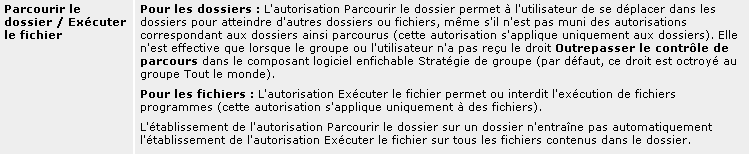 Parcourir le
dossier / Exécuter
le fichier
Pour les dossiers : L'autorisation Parcourir le dossier permet à l'utilisateur de se déplacer dans les
dossiers pour atteindre d'autres dossiers ou fichiers, même s'il n'est pas muni des autorisations
correspondant aux dossiers ainsi parcourus (cette autorisation s'applique uniquement aux dossiers). Elle
n'est effective que lorsque le groupe ou l'utilisateur n'a pas reçu le droit Outrepasser le contrôle de
parcours dans le composant logiciel enfichable Stratégie de groupe (par défaut, ce droit est octroyé au
groupe Tout le monde).
Pour les fichiers : L'autorisation Exécuter le fichier permet ou interdit l'exécution de fichiers
programmes (cette autorisation s'applique uniquement à des fichiers).
L'établissement de l'autorisation Parcourir le dossier sur un dossier n'entraîne pas automatiquement
l'établissement de l'autorisation Exécuter le fichier sur tous les fichiers contenus dans le dossier.